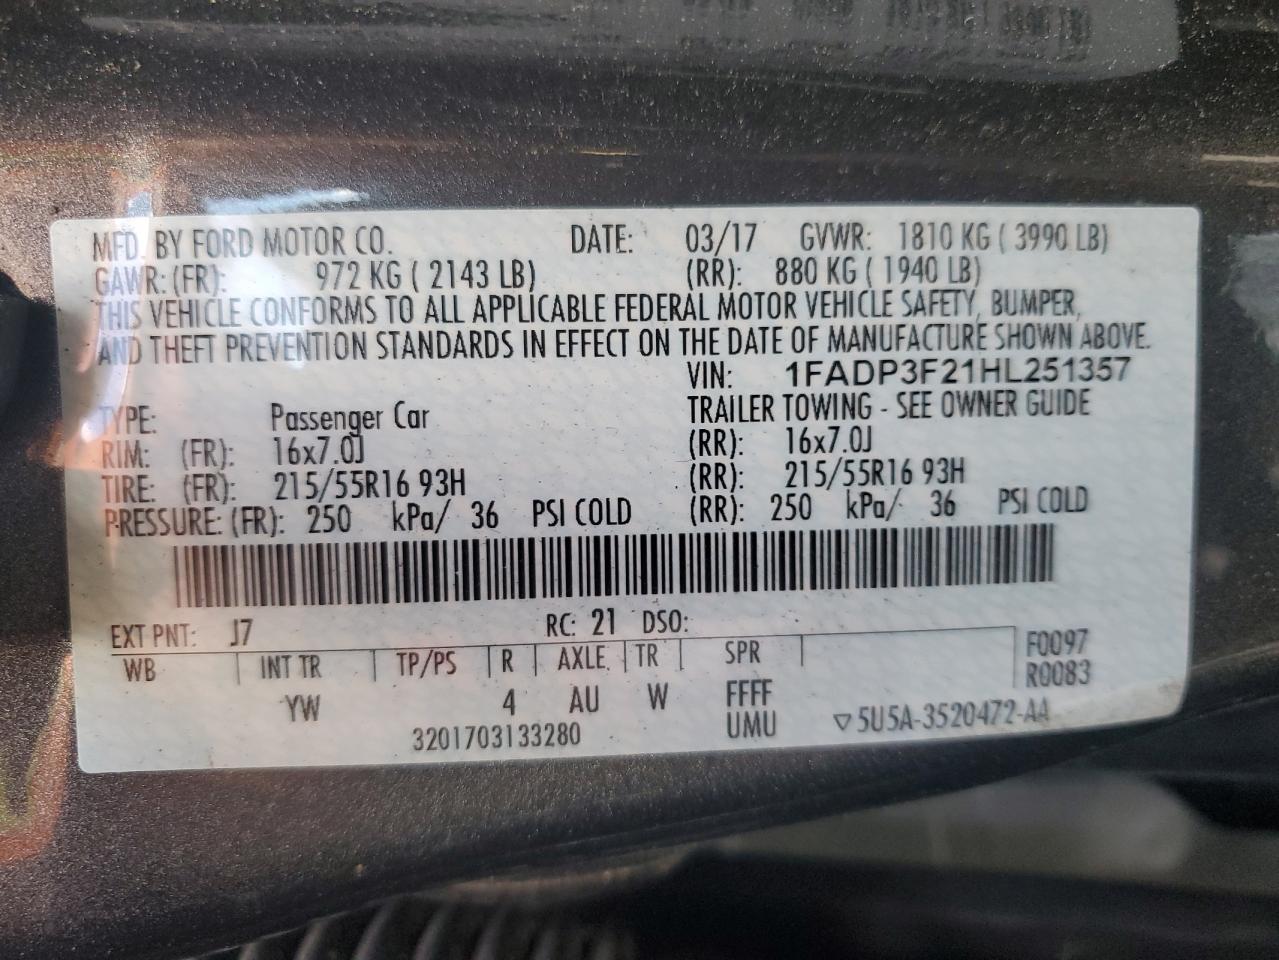 MFD. BY FORD MOTOR CO. DATE: 03/17 GVWR: 1810 KG ( 3990 LB)
GAWR: (FR): 972 KG ( 2143 LB) (RR): 880 KG ( 1940 LB)
THIS VEHICLE CONFORMS TO ALL APPLICABLE FEDERAL MOTOR VEHICLE SAFETY, BUMPER,
AND THEFT PREVENTION STANDARDS IN EFFECT ON THE DATE OF MANUFACTURE SHOWN ABOVE.
VIN: 1FADP3F21HL251357
TYPE: Passenger Car TRAILER TOWING - SEE OWNER GUIDE
RIM: (FR): 16x7.0J (RR): 16x7.0J
TIRE: (FR): 215/55R16 93H (RR): 215/55R16 93H
PRESSURE: (FR): 250 kPa/ 36 PSI COLD (RR): 250 kPa/ 36 PSI COLD
EXT PNT: J7 RC: 21 DSO:
WB INT TR TP/PS R AXLE TR SPR F0097
R0083
YW 4 AU W FFFF
3201703133280 UMU ▽5U5A-3520472-AA